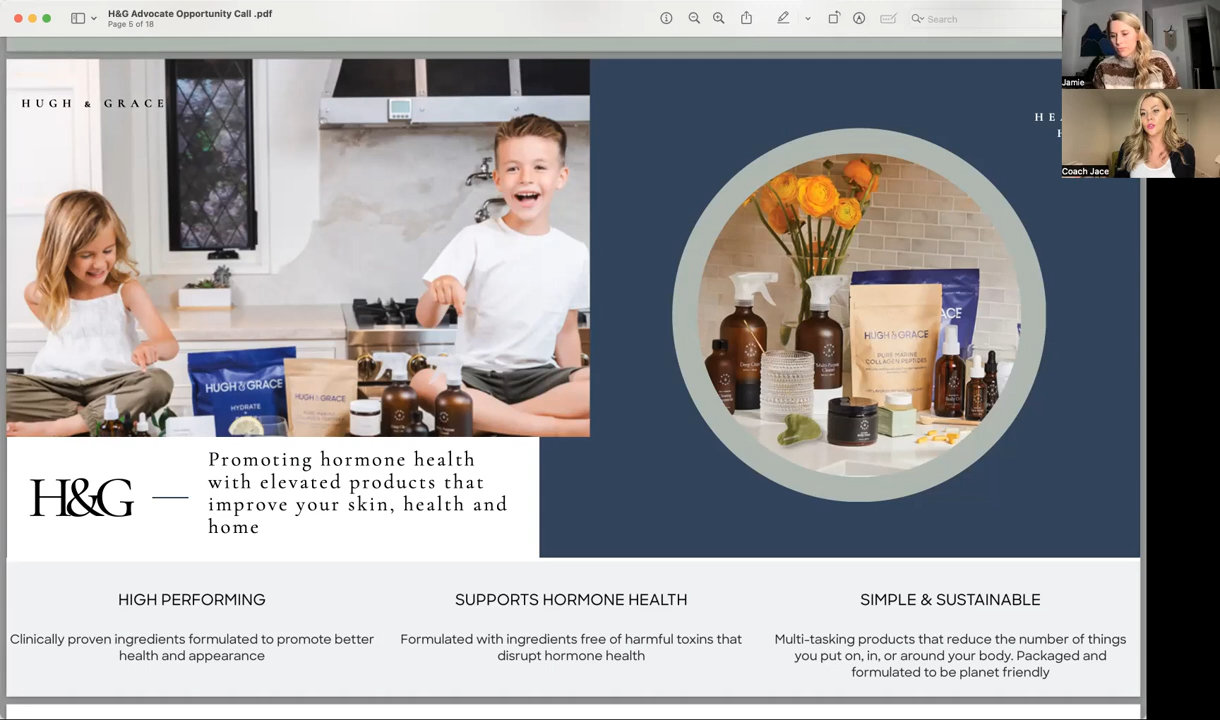 H&G Advocate Opportunity Call .pdf
Page 5 of 18
Search
Jamie
Coach Jace
HUGH & GRACE
HUGH & GRACE
HYDRATE
HUGH & GRACE
HUGH & GRACE
PURE MARINE
COLLAGEN PEPTIDES
H&G
Promoting hormone health
with elevated products that
improve your skin, health and
home
HIGH PERFORMING
Clinically proven ingredients formulated to promote better
health and appearance
SUPPORTS HORMONE HEALTH
Formulated with ingredients free of harmful toxins that
disrupt hormone health
SIMPLE & SUSTAINABLE
Multi-tasking products that reduce the number of things
you put on, in, or around your body. Packaged and
formulated to be planet friendly